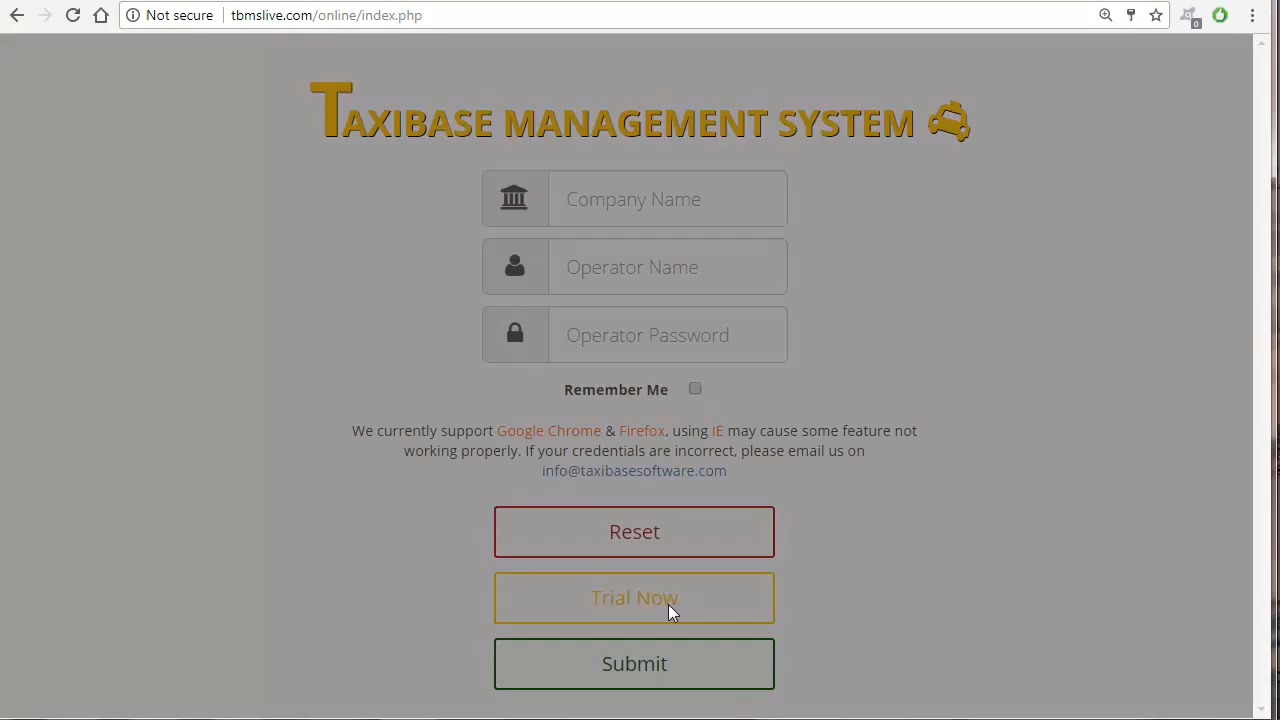 Not secure tbmslive.com/online/index.php
0
TAXIBASE MANAGEMENT SYSTEM
Company Name
Operator Name
Operator Password
Remember Me
We currently support Google Chrome & Firefox, using IE may cause some feature not
working properly. If your credentials are incorrect, please email us on
info@taxibasesoftware.com
Reset
Trial Now
Submit